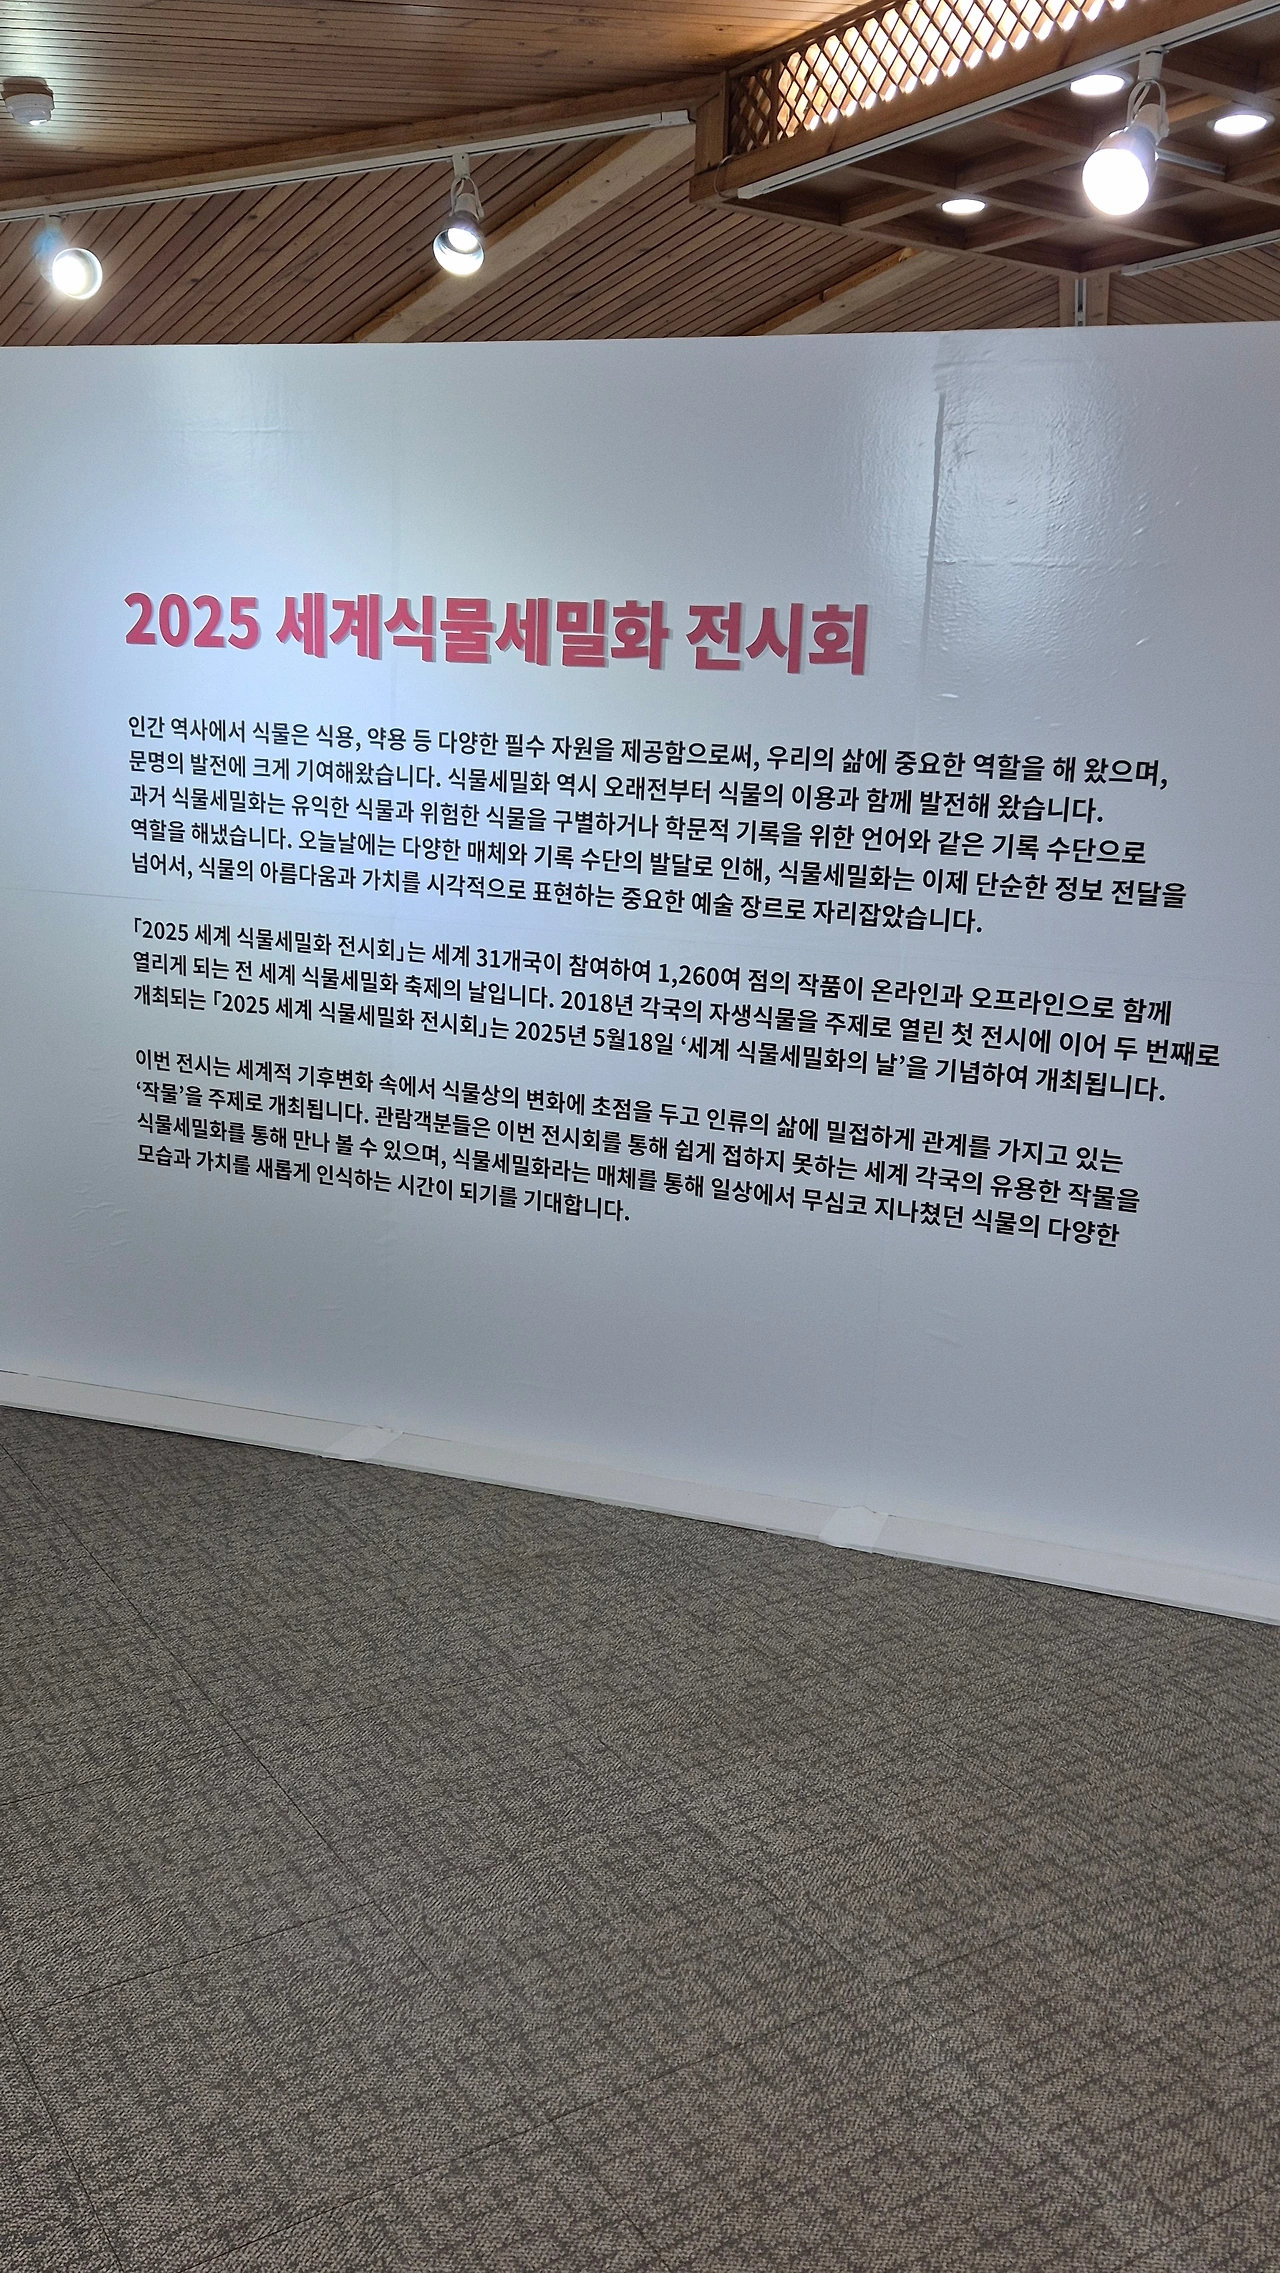 2025 세계식물세밀화 전시회
인간 역사에서 식물은 식용, 약용 등 다양한 필수 자원을 제공함으로써, 우리의 삶에 중요한 역할을 해 왔으며,
문명의 발전에 크게 기여해왔습니다. 식물세밀화 역시 오래전부터 식물의 이용과 함께 발전해 왔습니다.
과거 식물세밀화는 유익한 식물과 위험한 식물을 구별하거나 학문적 기록을 위한 언어와 같은 기록 수단으로
역할을 해냈습니다. 오늘날에는 다양한 매체와 기록 수단의 발달로 인해, 식물세밀화는 이제 단순한 정보 전달을
넘어서, 식물의 아름다움과 가치를 시각적으로 표현하는 중요한 예술 장르로 자리잡았습니다.
「2025 세계 식물세밀화 전시회」는 세계 31개국이 참여하여 1,260여 점의 작품이 온라인과 오프라인으로 함께
열리게 되는 전 세계 식물세밀화 축제의 날입니다. 2018년 각국의 자생식물을 주제로 열린 첫 전시에 이어 두 번째로
개최되는 「2025 세계 식물세밀화 전시회」는 2025년 5월18일 ‘세계 식물세밀화의 날’을 기념하여 개최됩니다.
이번 전시는 세계적 기후변화 속에서 식물상의 변화에 초점을 두고 인류의 삶에 밀접하게 관계를 가지고 있는
‘작물’을 주제로 개최됩니다. 관람객분들은 이번 전시회를 통해 쉽게 접하지 못하는 세계 각국의 유용한 작물을
식물세밀화를 통해 만나 볼 수 있으며, 식물세밀화라는 매체를 통해 일상에서 무심코 지나쳤던 식물의 다양한
모습과 가치를 새롭게 인식하는 시간이 되기를 기대합니다.